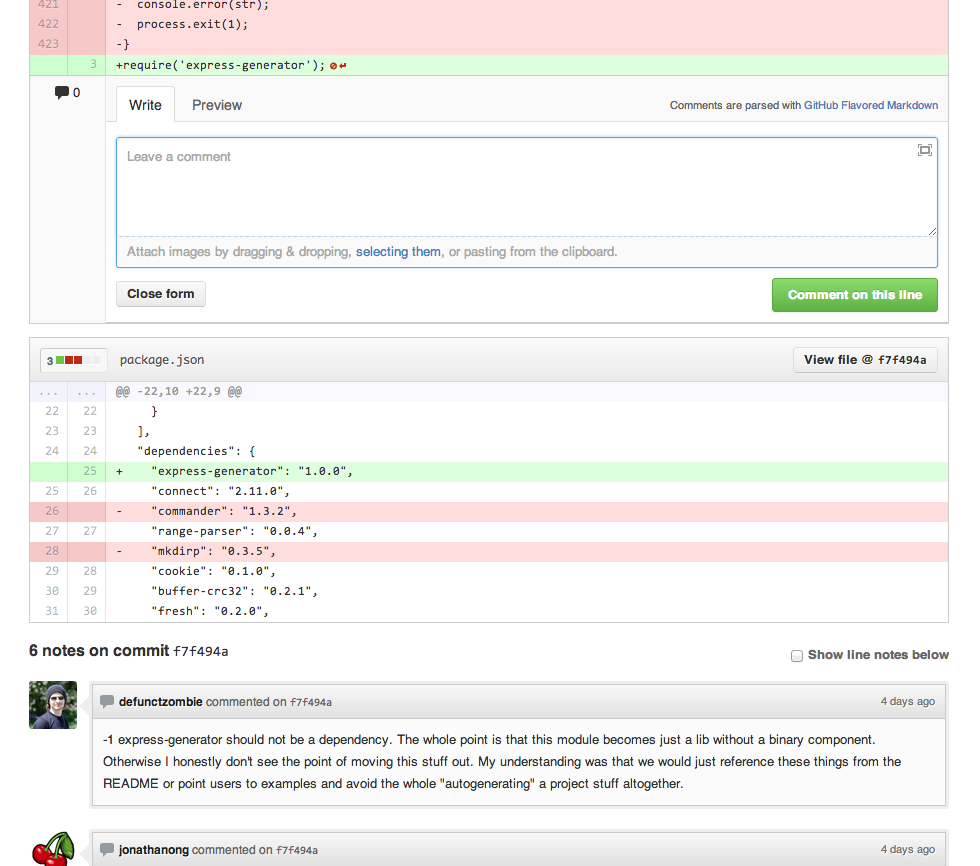 421 - console.error(str);
422 - process.exit(1);
423 -}
3 +require('express-generator');
0
Write Preview Comments are parsed with GitHub Flavored Markdown
Leave a comment
Attach images by dragging & dropping, selecting them, or pasting from the clipboard.
Close form Comment on this line
3 package.json View file @ f7f494a
... ... @@ -22,10 +22,9 @@
22 22 }
23 23 ],
24 24 "dependencies": {
25 + "express-generator": "1.0.0",
25 26 "connect": "2.11.0",
26 - "commander": "1.3.2",
27 27 "range-parser": "0.0.4",
28 - "mkdirp": "0.3.5",
29 28 "cookie": "0.1.0",
30 29 "buffer-crc32": "0.2.1",
31 30 "fresh": "0.2.0",
6 notes on commit f7f494a Show line notes below
defunctzombie commented on f7f494a 4 days ago
-1 express-generator should not be a dependency. The whole point is that this module becomes just a lib without a binary component.
Otherwise I honestly don't see the point of moving this stuff out. My understanding was that we would just reference these things from the
README or point users to examples and avoid the whole "autogenerating" a project stuff altogether.
jonathanong commented on f7f494a 4 days ago